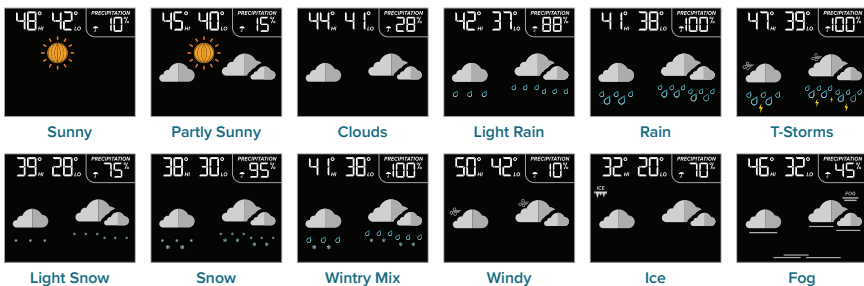 48°HI 42°LO PRECIPITATION 10%
45°HI 40°LO PRECIPITATION 15%
44°HI 41°LO PRECIPITATION 28%
42°HI 37°LO PRECIPITATION 88%
41°HI 38°LO PRECIPITATION 100%
47°HI 39°LO PRECIPITATION 100%
Sunny
Partly Sunny
Clouds
Light Rain
Rain
T-Storms
39°HI 28°LO PRECIPITATION 75%
38°HI 30°LO PRECIPITATION 95%
41°HI 38°LO PRECIPITATION 100%
50°HI 42°LO PRECIPITATION 10%
32°HI 20°LO PRECIPITATION 70%
46°HI 32°LO PRECIPITATION 45%
ICE
FOG
Light Snow
Snow
Wintry Mix
Windy
Ice
Fog